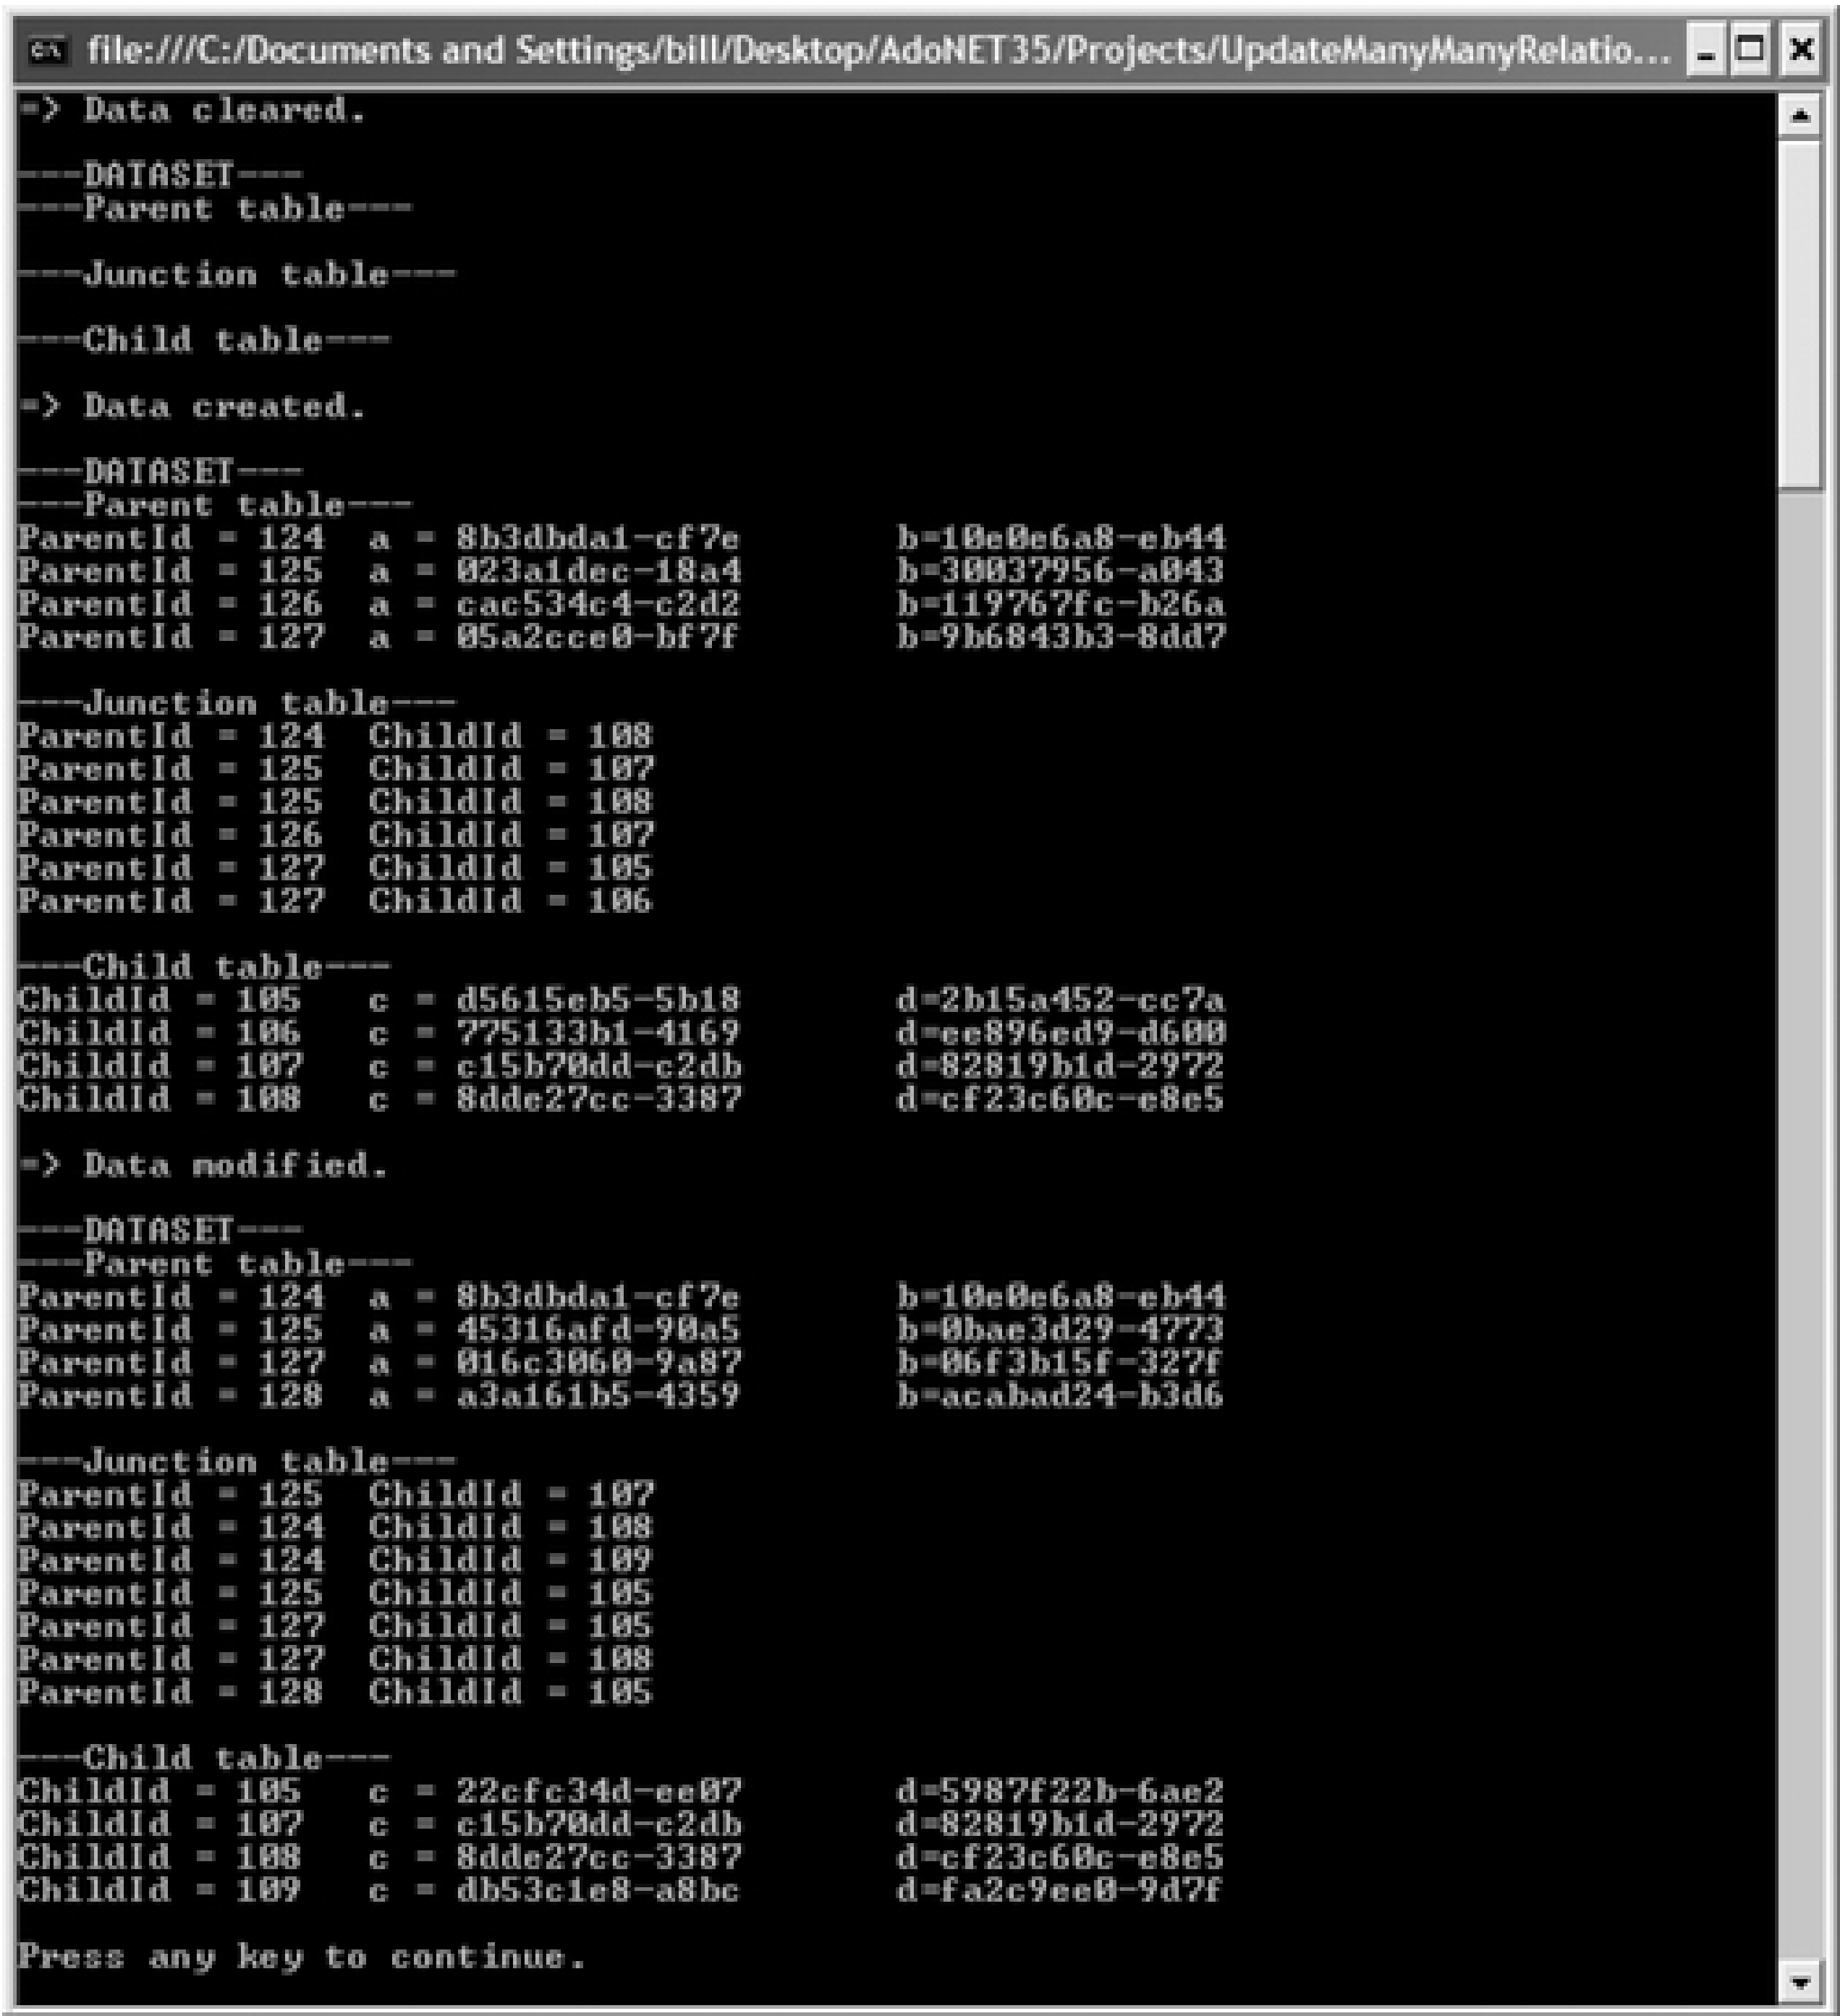 file:///C:/Documents and Settings/bill/Desktop/AdoNET35/Projects/UpdateManyManyRelatio...
=> Data cleared.
---DATASET---
---Parent table---
---Junction table---
---Child table---
=> Data created.
---DATASET---
---Parent table---
ParentId = 124  a = 8b3dbda1-cf7e       b=10e0e6a8-eb44
ParentId = 125  a = 023a1dec-18a4       b=30037956-a043
ParentId = 126  a = cac534c4-c2d2       b=119767fc-b26a
ParentId = 127  a = 05a2cce0-bf7f       b=9b6843b3-8dd7
---Junction table---
ParentId = 124  ChildId = 108
ParentId = 125  ChildId = 107
ParentId = 125  ChildId = 108
ParentId = 126  ChildId = 107
ParentId = 127  ChildId = 105
ParentId = 127  ChildId = 106
---Child table---
ChildId = 105   c = d5615eb5-5b18       d=2b15a452-cc7a
ChildId = 106   c = 775133b1-4169       d=ee896ed9-d600
ChildId = 107   c = c15b70dd-c2db       d=82819b1d-2972
ChildId = 108   c = 8dde27cc-3387       d=cf23c60c-e8e5
=> Data modified.
---DATASET---
---Parent table---
ParentId = 124  a = 8b3dbda1-cf7e       b=10e0e6a8-eb44
ParentId = 125  a = 45316afd-90a5       b=0bae3d29-4773
ParentId = 127  a = 016c3060-9a87       b=06f3b15f-327f
ParentId = 128  a = a3a161b5-4359       b=acabad24-b3d6
---Junction table---
ParentId = 125  ChildId = 107
ParentId = 124  ChildId = 108
ParentId = 124  ChildId = 109
ParentId = 125  ChildId = 105
ParentId = 127  ChildId = 105
ParentId = 127  ChildId = 108
ParentId = 128  ChildId = 105
---Child table---
ChildId = 105   c = 22cfc34d-ee07       d=5987f22b-6ae2
ChildId = 107   c = c15b70dd-c2db       d=82819b1d-2972
ChildId = 108   c = 8dde27cc-3387       d=cf23c60c-e8e5
ChildId = 109   c = db53c1e8-a8bc       d=fa2c9ee0-9d7f
Press any key to continue.